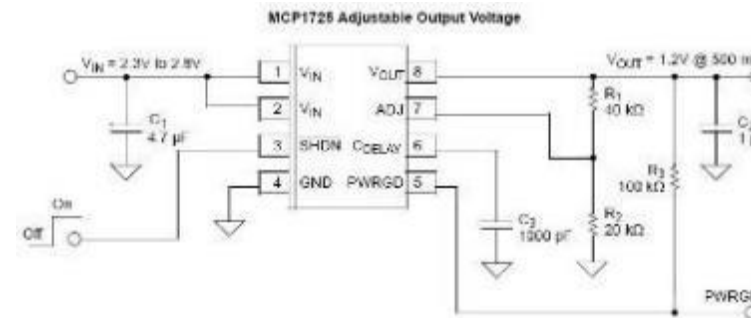 MCP1725 Adjustable Output Voltage
VIN = 2.3V to 2.8V
1 VIN
VOUT 8
VOUT = 1.2V @ 500 m
2 VIN
ADJ 7
R1
40 kΩ
C1
4.7 µF
3 SHDN
CDELAY 6
4 GND
PWRGD 5
R3
100 kΩ
On
Off
C3
1000 pF
R2
20 kΩ
PWRG